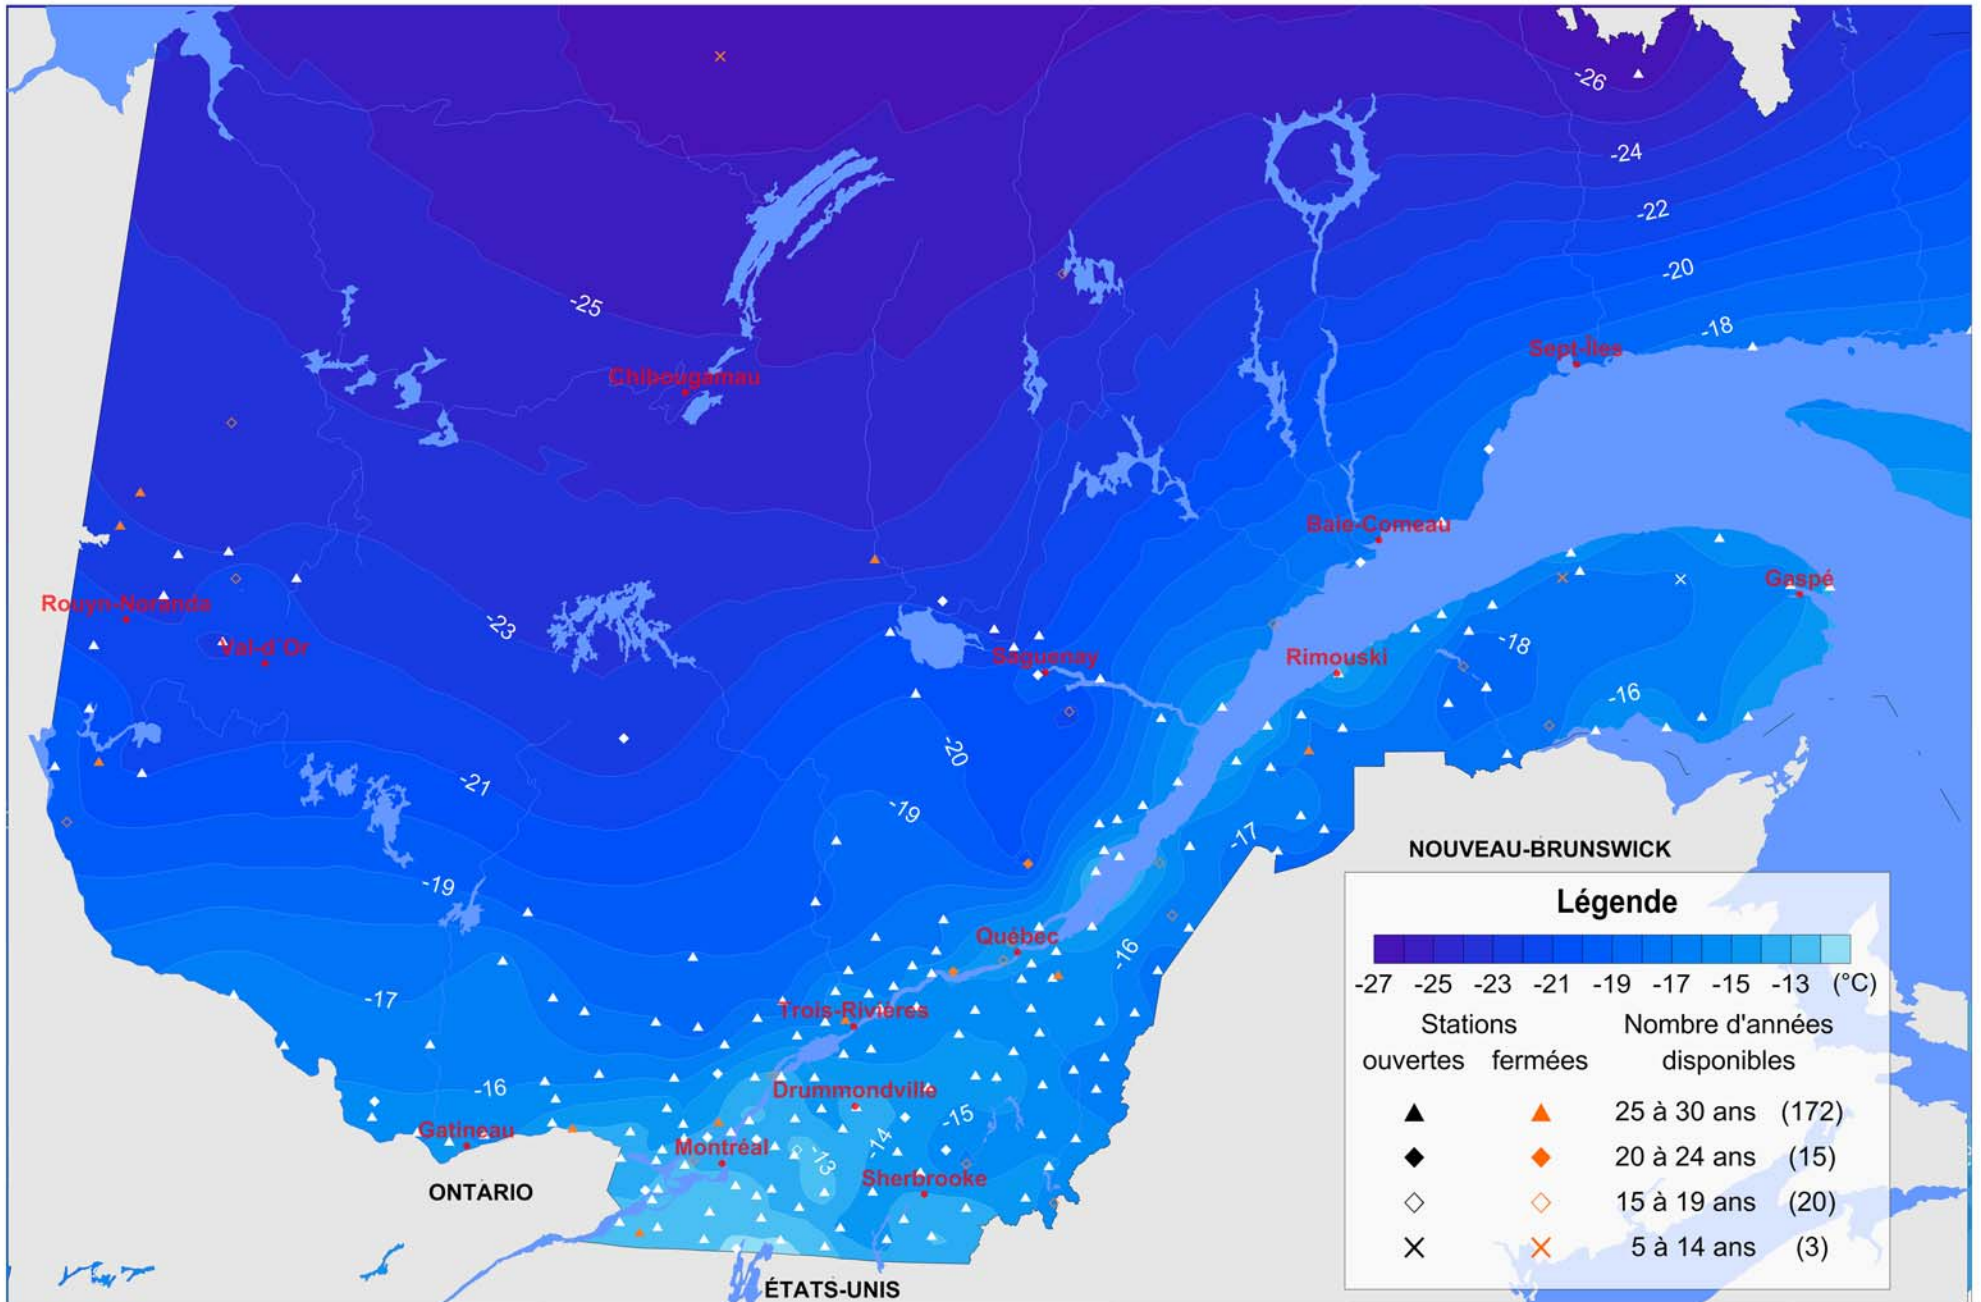 -26
-24
-22
-20
-18
-25
Sept-Îles
Chibougamau
Baie-Comeau
Gaspé
Rouyn-Noranda
-23
Val-d'Or
Saguenay
Rimouski
-18
-16
-20
-21
-19
-17
NOUVEAU-BRUNSWICK
-19
Québec
-16
-17
Trois-Rivières
-16
Drummondville
-15
Gatineau
-14
Montréal
-13
Sherbrooke
ONTARIO
ÉTATS-UNIS
Légende
-27 -25 -23 -21 -19 -17 -15 -13 (°C)
Stations Nombre d'années
ouvertes fermées disponibles
25 à 30 ans (172)
20 à 24 ans (15)
15 à 19 ans (20)
5 à 14 ans (3)